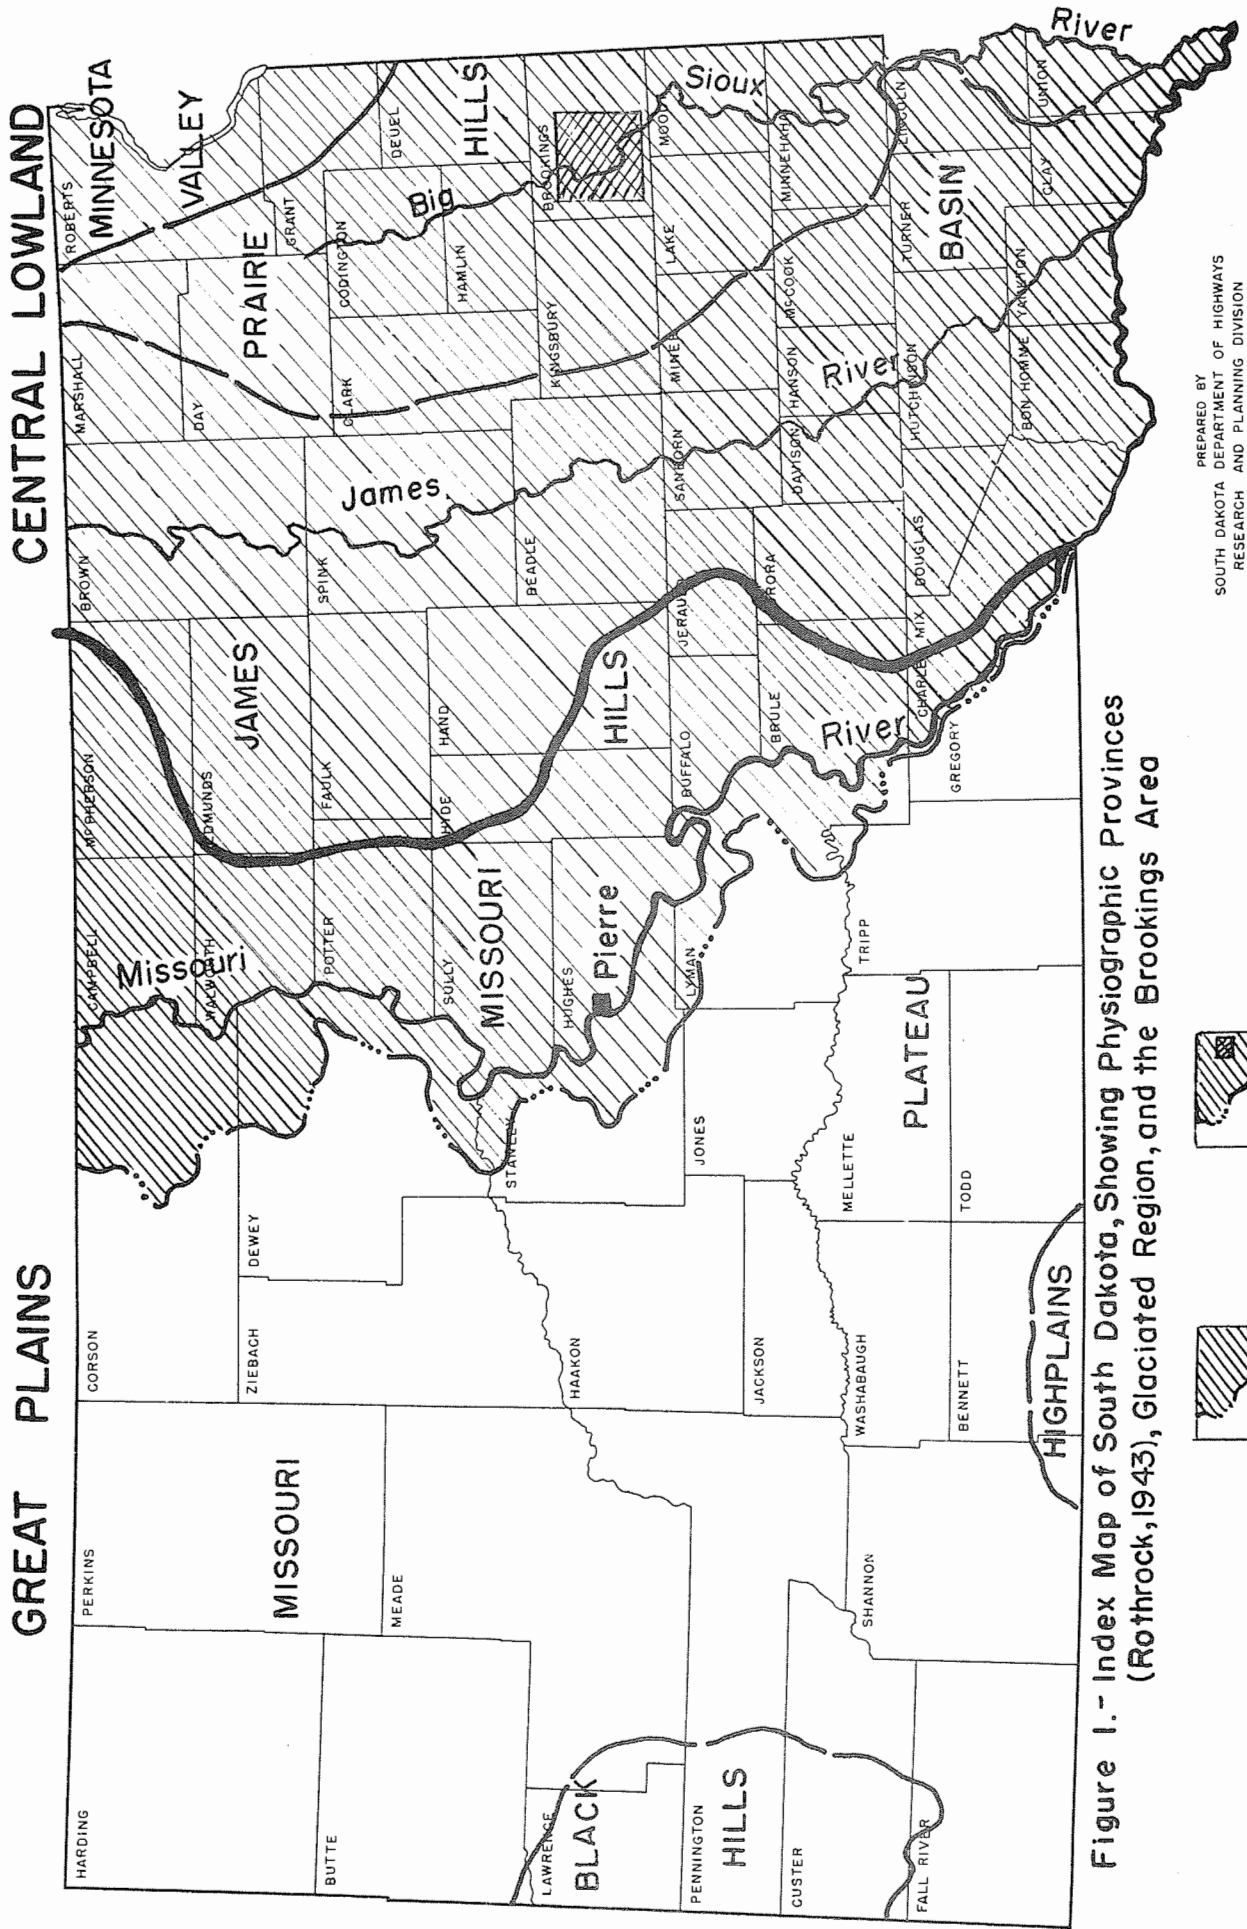 GREAT PLAINS
CENTRAL LOWLAND
HARDING
PERKINS
CORSON
CAMPBELL
McPHERSON
BROWN
MARSHALL
ROBERTS
MINNESOTA
VALLEY
Missouri
WALWORTH
EDMUNDS
DAY
GRANT
PRAIRIE
BUTTE
MISSOURI
MEADE
ZIEBACH
DEWEY
POTTER
FAULK
JAMES
SPINK
James
CLARK
CODINGTON
HAMLIN
Big
DEUEL
HILLS
SULLY
MISSOURI
HYDE
HAND
HILLS
BEADLE
KINGSBURY
BROOKINGS
LAWRENCE
BLACK
HAAKON
STANLEY
HUGHES
Pierre
BUFFALO
JERAULD
SANBORN
MINER
LAKE
MOODY
Sioux
PENNINGTON
HILLS
JACKSON
JONES
LYMAN
BRULE
River
AURORA
DAVISON
HANSON
River
McCOOK
MINNEHAHA
CUSTER
SHANNON
WASHABAUGH
MELLETTE
PLATEAU
TRIPP
GREGORY
CHARLES MIX
DOUGLAS
HUTCHINSON
TURNER
BASIN
LINCOLN
FALL RIVER
BENNETT
TODD
HIGHPLAINS
BON HOMME
YANKTON
CLAY
UNION
River
Figure 1.- Index Map of South Dakota, Showing Physiographic Provinces
(Rothrock, 1943), Glaciated Region, and the Brookings Area
PREPARED BY
SOUTH DAKOTA DEPARTMENT OF HIGHWAYS
RESEARCH AND PLANNING DIVISION